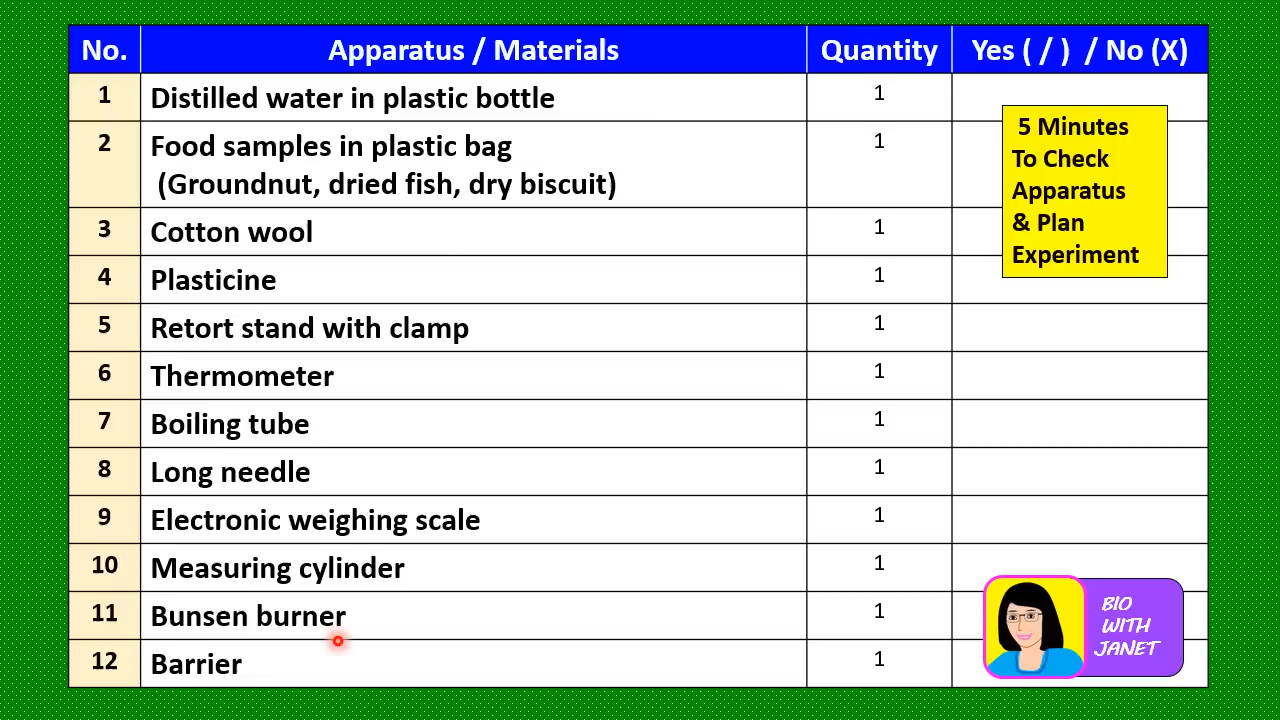 No. Apparatus / Materials Quantity Yes ( / ) / No (X)
1 Distilled water in plastic bottle 1
2 Food samples in plastic bag 1
(Groundnut, dried fish, dry biscuit)
3 Cotton wool 1
4 Plasticine 1
5 Retort stand with clamp 1
6 Thermometer 1
7 Boiling tube 1
8 Long needle 1
9 Electronic weighing scale 1
10 Measuring cylinder 1
11 Bunsen burner 1
12 Barrier 1
5 Minutes
To Check
Apparatus
& Plan
Experiment
BIO
WITH
JANET